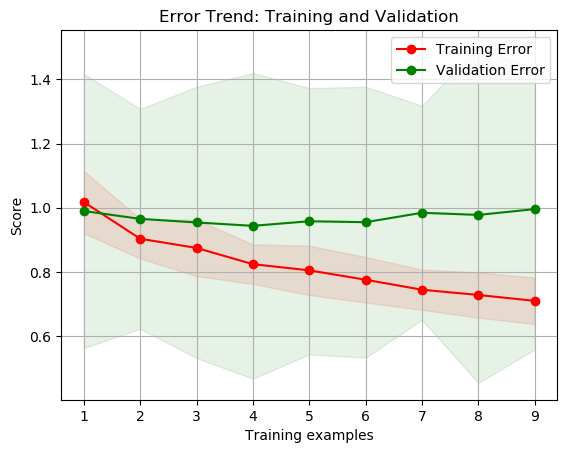 Error Trend: Training and Validation
Training Error
Validation Error
Score
1.4
1.2
1.0
0.8
0.6
1 2 3 4 5 6 7 8 9
Training examples